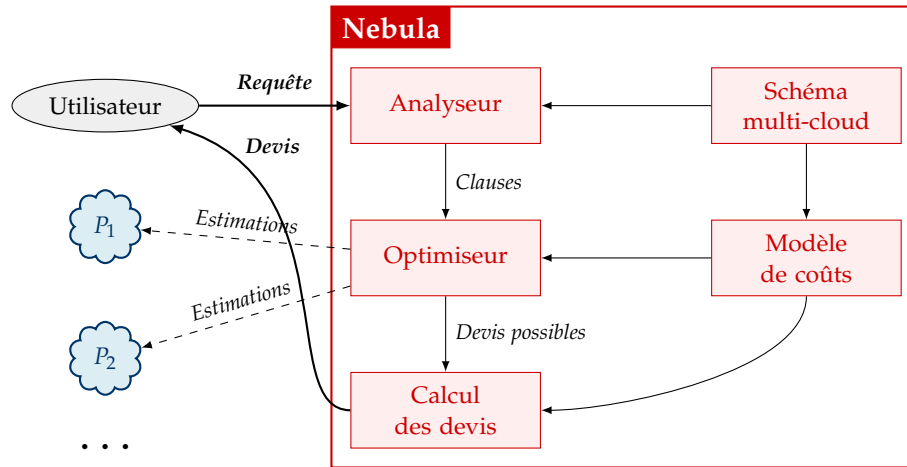 Nebula
Requête
Utilisateur
Analyseur
Schéma
multi-cloud
Devis
Clauses
P1
Estimations
Optimiseur
Modèle
de coûts
Estimations
Devis possibles
P2
Calcul
des devis
. . .